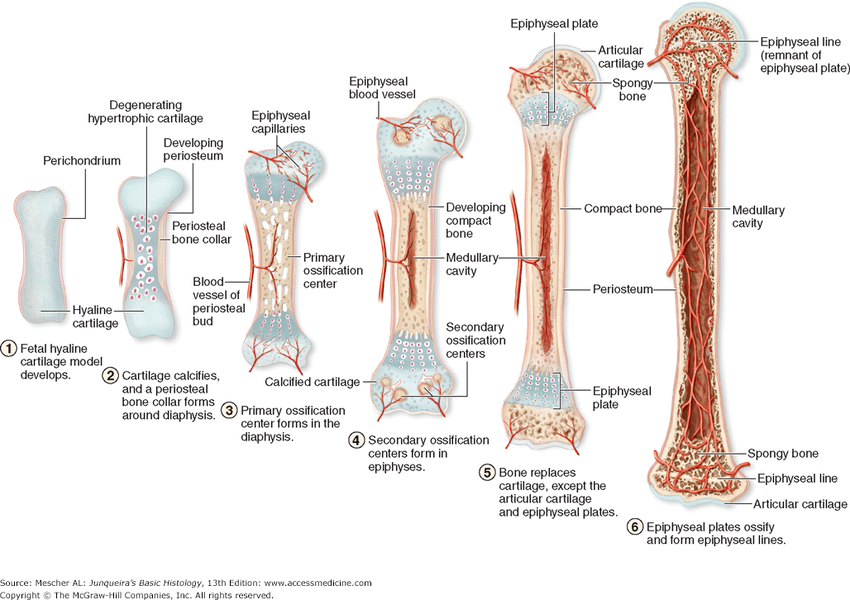 Epiphyseal plate
Articular
cartilage
Epiphyseal line
(remnant of
epiphyseal plate)
Spongy
bone
Epiphyseal
blood vessel
Degenerating
hypertrophic cartilage
Epiphyseal
capillaries
Developing
periosteum
Perichondrium
Developing
compact
bone
Compact bone
Medullary
cavity
Periosteal
bone collar
Primary
ossification
center
Medullary
cavity
Blood
vessel of
periosteal
bud
Periosteum
Hyaline
cartilage
Secondary
ossification
centers
Calcified cartilage
Epiphyseal
plate
1 Fetal hyaline
cartilage model
develops.
2 Cartilage calcifies,
and a periosteal
bone collar forms
around diaphysis.
3 Primary ossification
center forms in the
diaphysis.
4 Secondary ossification
centers form in
epiphyses.
5 Bone replaces
cartilage, except the
articular cartilage
and epiphyseal plates.
Spongy bone
Epiphyseal line
Articular cartilage
6 Epiphyseal plates ossify
and form epiphyseal lines.
Source: Mescher AL: Junqueira's Basic Histology, 13th Edition: www.accessmedicine.com
Copyright © The McGraw-Hill Companies, Inc. All rights reserved.